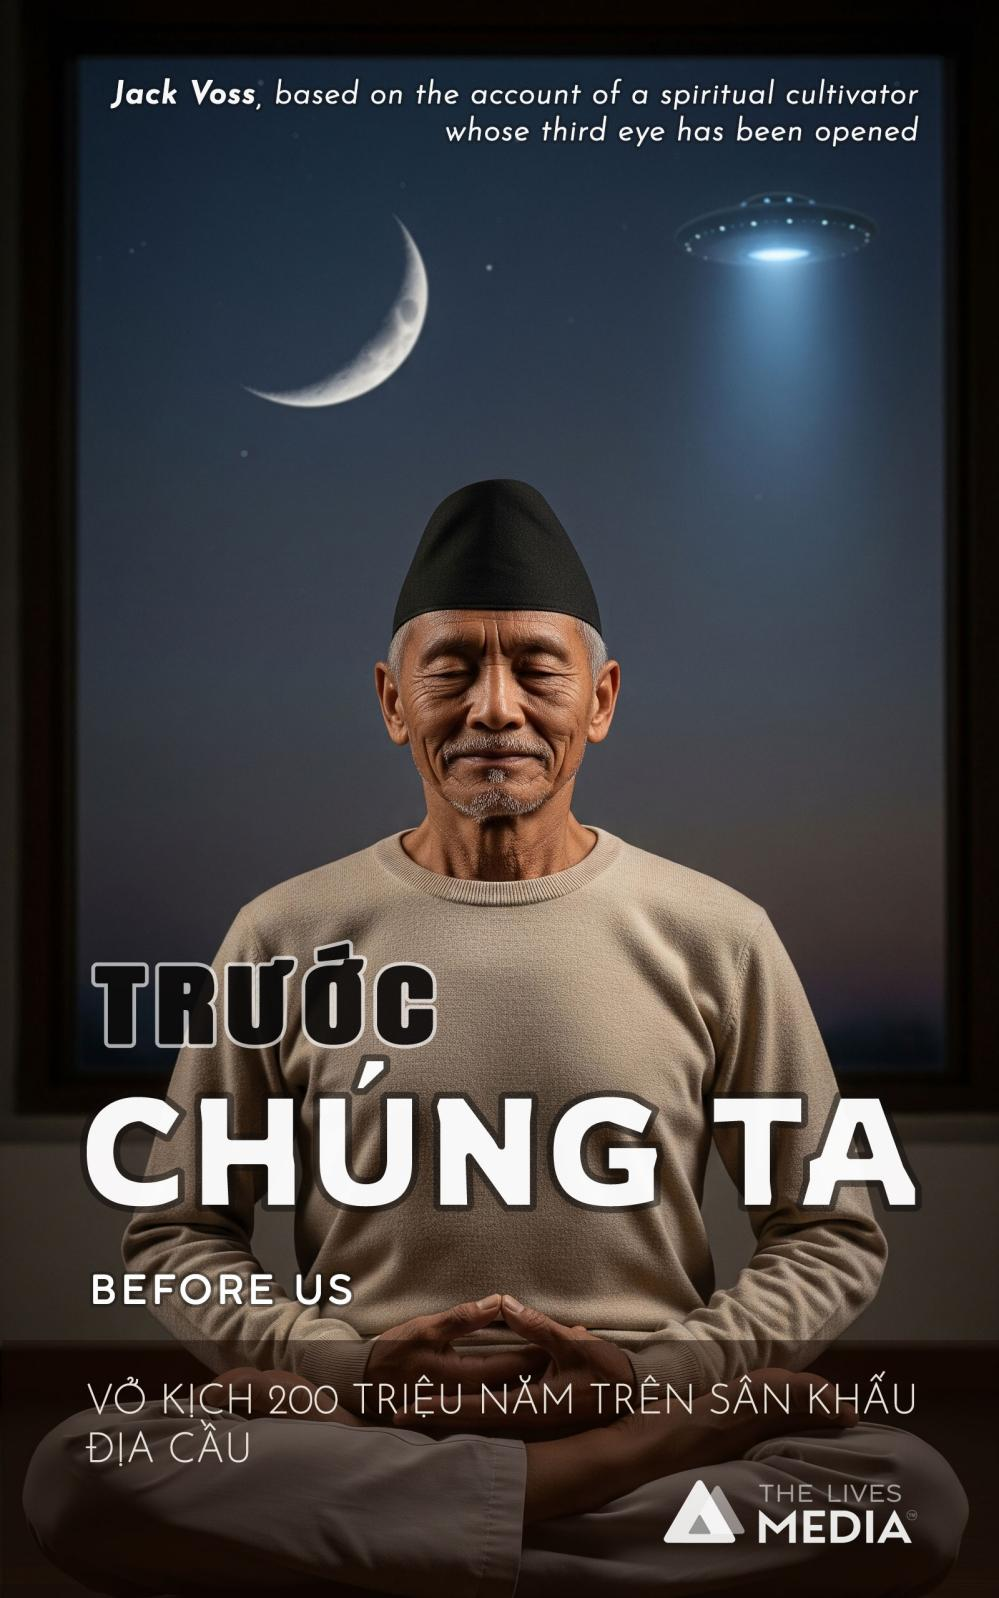 Jack Voss, based on the account of a spiritual cultivator
whose third eye has been opened
TRƯỚC
CHÚNG TA
BEFORE US
VỞ KỊCH 200 TRIỆU NĂM TRÊN SÂN KHẤU
ĐỊA CẦU
THE LIVES
MEDIA™